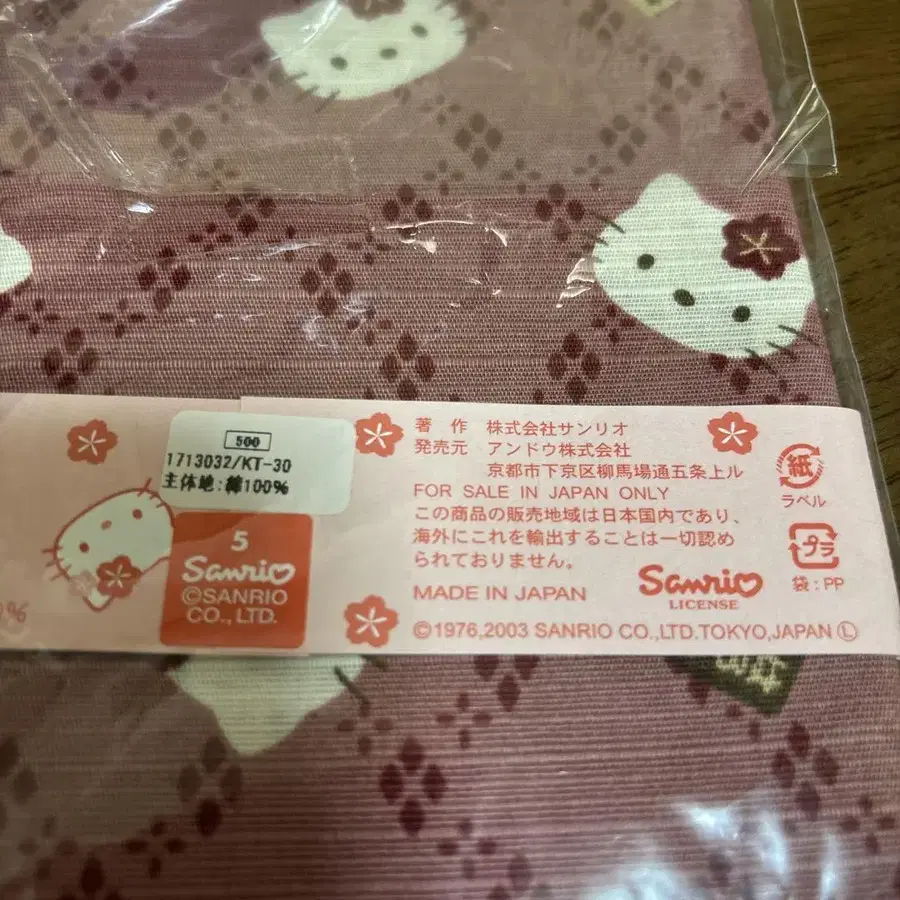 500
1713032/KT-30
主体地:綿100%
5
Sanrio
©SANRIO
CO., LTD.
著 作 株式会社サンリオ
発売元 アンドウ株式会社
京都市下京区柳馬場通五条上ル
FOR SALE IN JAPAN ONLY
この商品の販売地域は日本国内であり、
海外にこれを輸出することは一切認め
られておりません。
MADE IN JAPAN
Sanrio
LICENSE
©1976,2003 SANRIO CO.,LTD.TOKYO,JAPAN Ⓛ
紙
ラベル
プラ
袋:PP